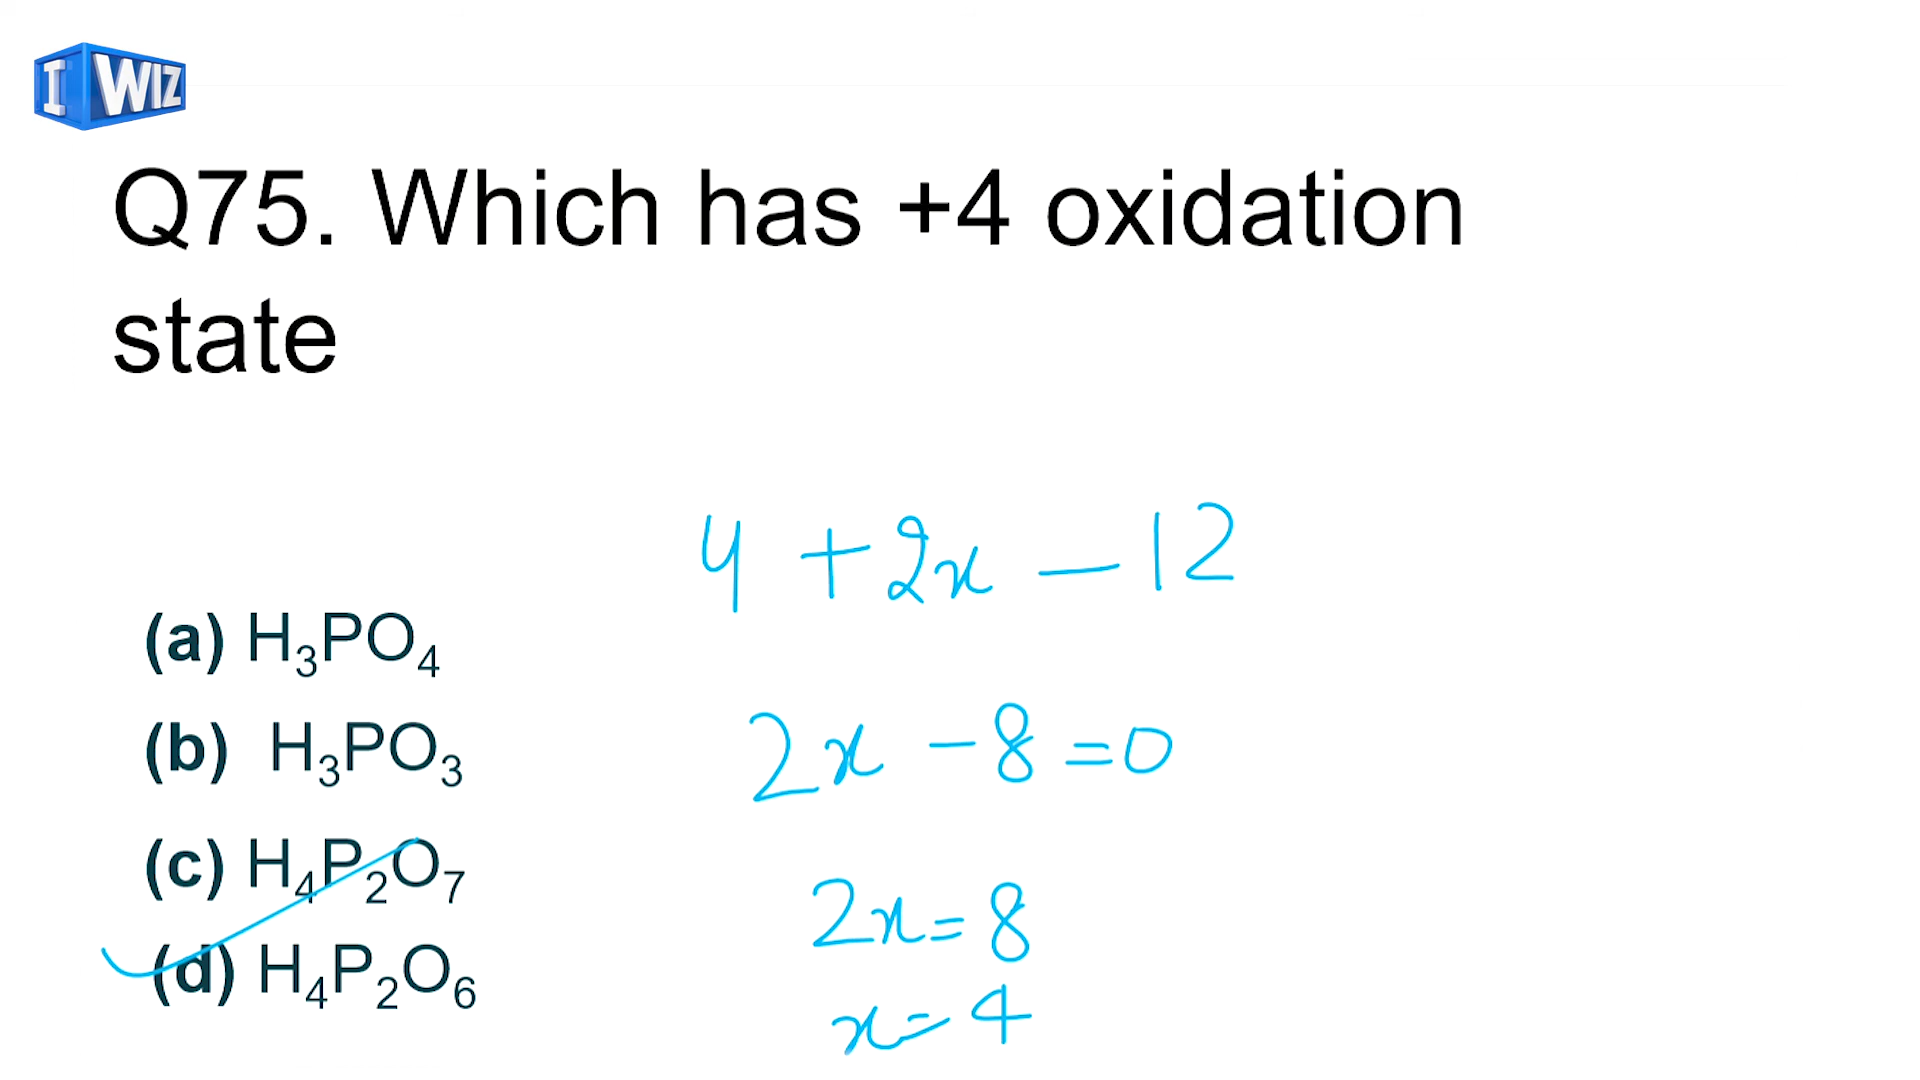 I WIZ
Q75. Which has +4 oxidation
state
4 + 2x - 12
(a) H₃PO₄
(b) H₃PO₃
2x - 8 = 0
(c) H₄P₂O₇
2x = 8
(d) H₄P₂O₆
x = 4